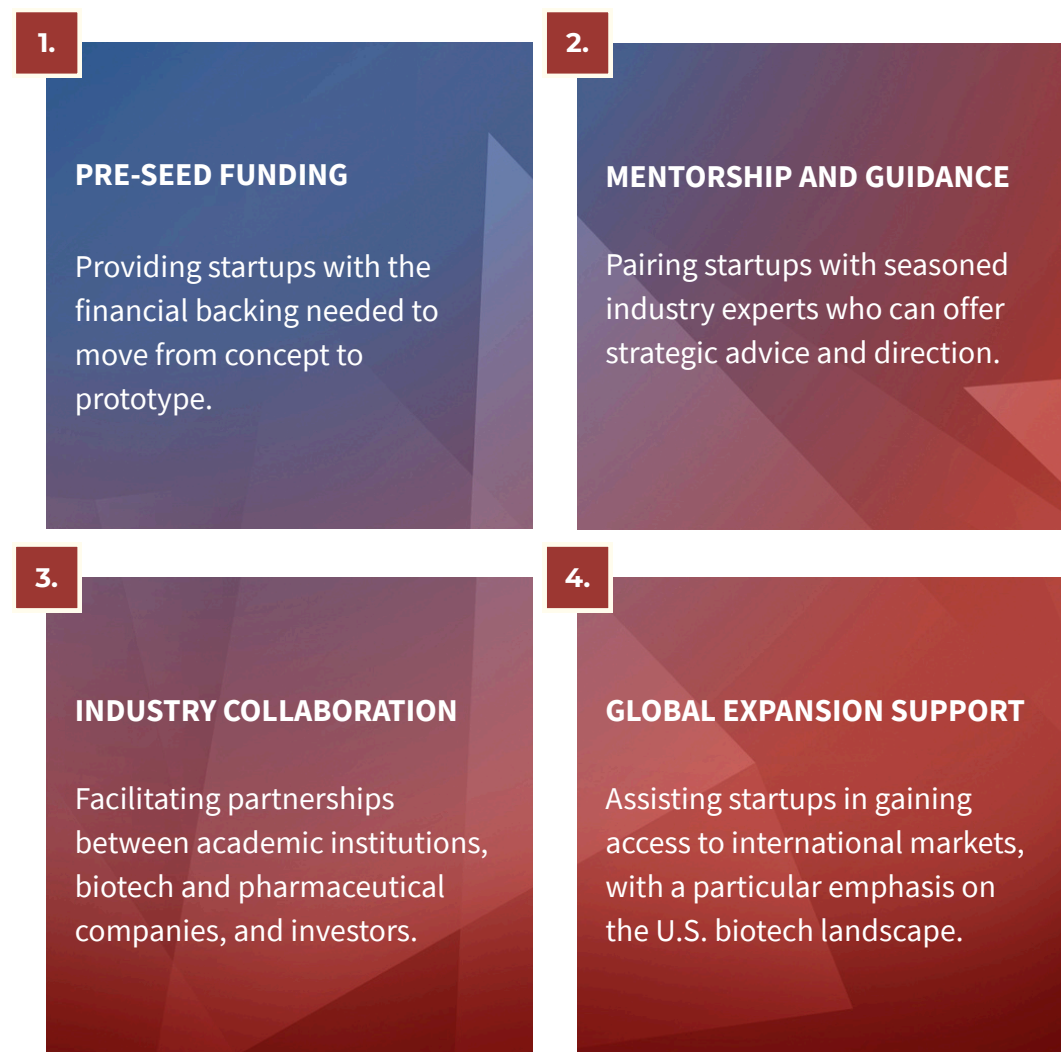 1.
PRE-SEED FUNDING
Providing startups with the
financial backing needed to
move from concept to
prototype.
2.
MENTORSHIP AND GUIDANCE
Pairing startups with seasoned
industry experts who can offer
strategic advice and direction.
3.
INDUSTRY COLLABORATION
Facilitating partnerships
between academic institutions,
biotech and pharmaceutical
companies, and investors.
4.
GLOBAL EXPANSION SUPPORT
Assisting startups in gaining
access to international markets,
with a particular emphasis on
the U.S. biotech landscape.